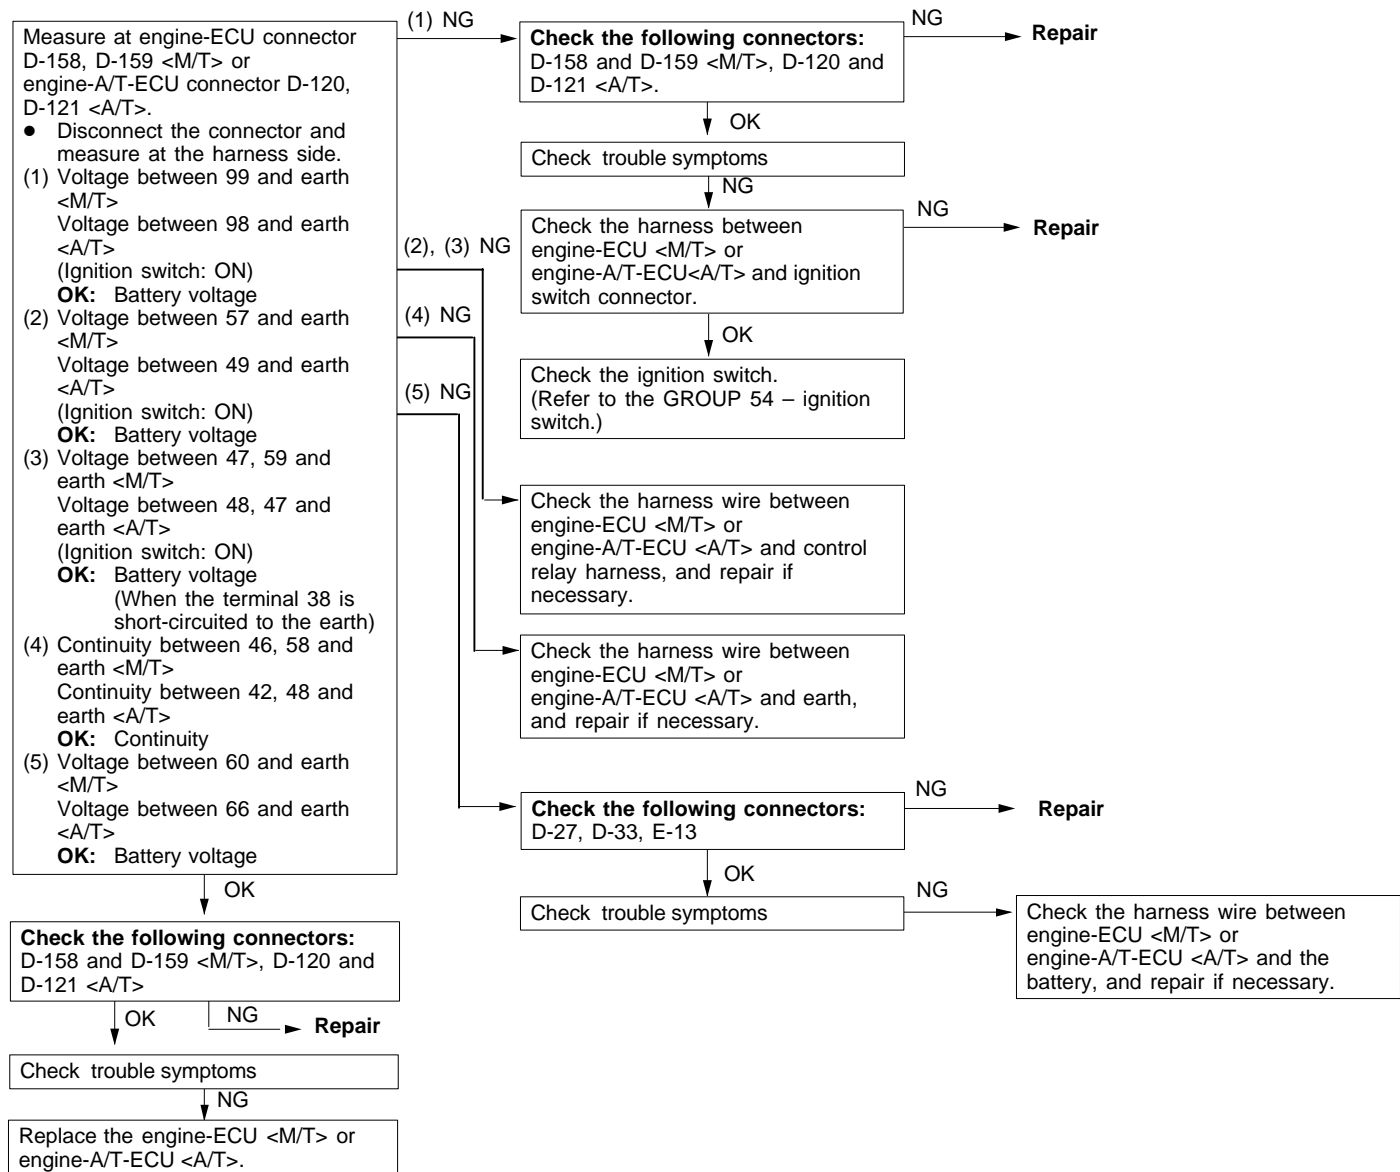 Measure at engine-ECU connector
D-158, D-159 <M/T> or
engine-A/T-ECU connector D-120,
D-121 <A/T>.
● Disconnect the connector and
measure at the harness side.
(1) Voltage between 99 and earth
<M/T>
Voltage between 98 and earth
<A/T>
(Ignition switch: ON)
OK: Battery voltage
(2) Voltage between 57 and earth
<M/T>
Voltage between 49 and earth
<A/T>
(Ignition switch: ON)
OK: Battery voltage
(3) Voltage between 47, 59 and
earth <M/T>
Voltage between 48, 47 and
earth <A/T>
(Ignition switch: ON)
OK: Battery voltage
(When the terminal 38 is
short-circuited to the earth)
(4) Continuity between 46, 58 and
earth <M/T>
Continuity between 42, 48 and
earth <A/T>
OK: Continuity
(5) Voltage between 60 and earth
<M/T>
Voltage between 66 and earth
<A/T>
OK: Battery voltage
OK
Check the following connectors:
D-158 and D-159 <M/T>, D-120 and
D-121 <A/T>
OK
NG
Repair
Check trouble symptoms
NG
Replace the engine-ECU <M/T> or
engine-A/T-ECU <A/T>.
(1) NG
Check the following connectors:
D-158 and D-159 <M/T>, D-120 and
D-121 <A/T>.
NG
Repair
OK
Check trouble symptoms
NG
Check the harness between
engine-ECU <M/T> or
engine-A/T-ECU<A/T> and ignition
switch connector.
NG
Repair
OK
Check the ignition switch.
(Refer to the GROUP 54 – ignition
switch.)
(2), (3) NG
Check the harness wire between
engine-ECU <M/T> or
engine-A/T-ECU <A/T> and control
relay harness, and repair if
necessary.
(4) NG
Check the harness wire between
engine-ECU <M/T> or
engine-A/T-ECU <A/T> and earth,
and repair if necessary.
(5) NG
Check the following connectors:
D-27, D-33, E-13
NG
Repair
OK
Check trouble symptoms
NG
Check the harness wire between
engine-ECU <M/T> or
engine-A/T-ECU <A/T> and the
battery, and repair if necessary.